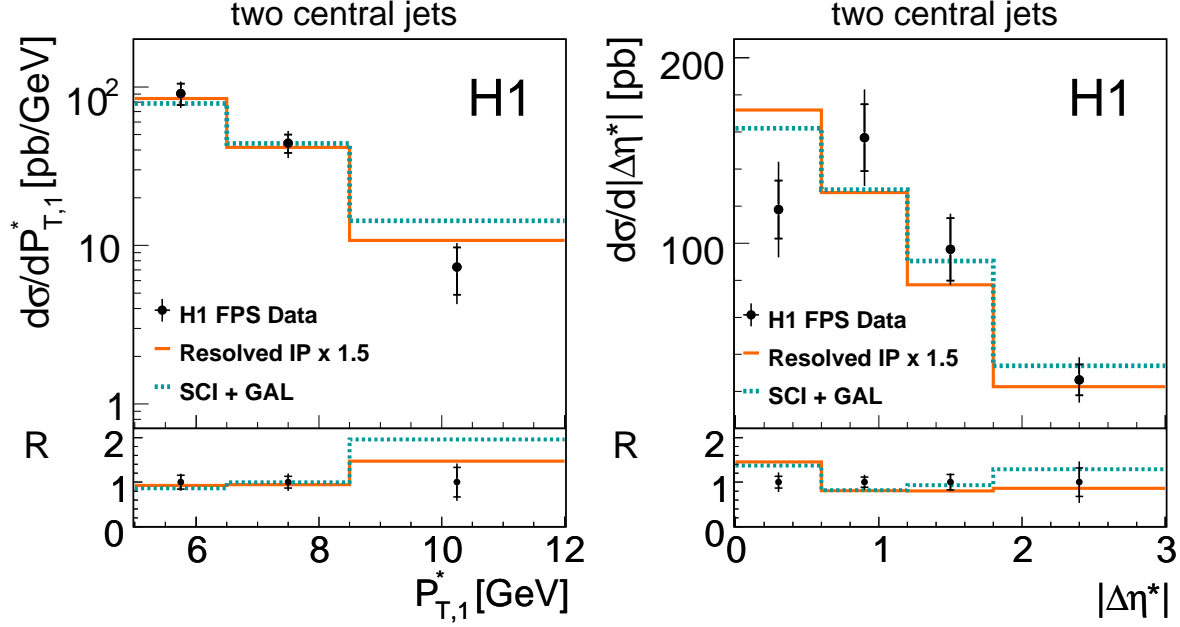 two central jets
dσ/dP*T,1 [pb/GeV]
10²
10
1
H1
H1 FPS Data
Resolved IP x 1.5
SCI + GAL
R
2
1
0
6 8 10 12
P*T,1 [GeV]
two central jets
dσ/d|Δη*| [pb]
200
100
H1
H1 FPS Data
Resolved IP x 1.5
SCI + GAL
R
2
1
0
0 1 2 3
|Δη*|